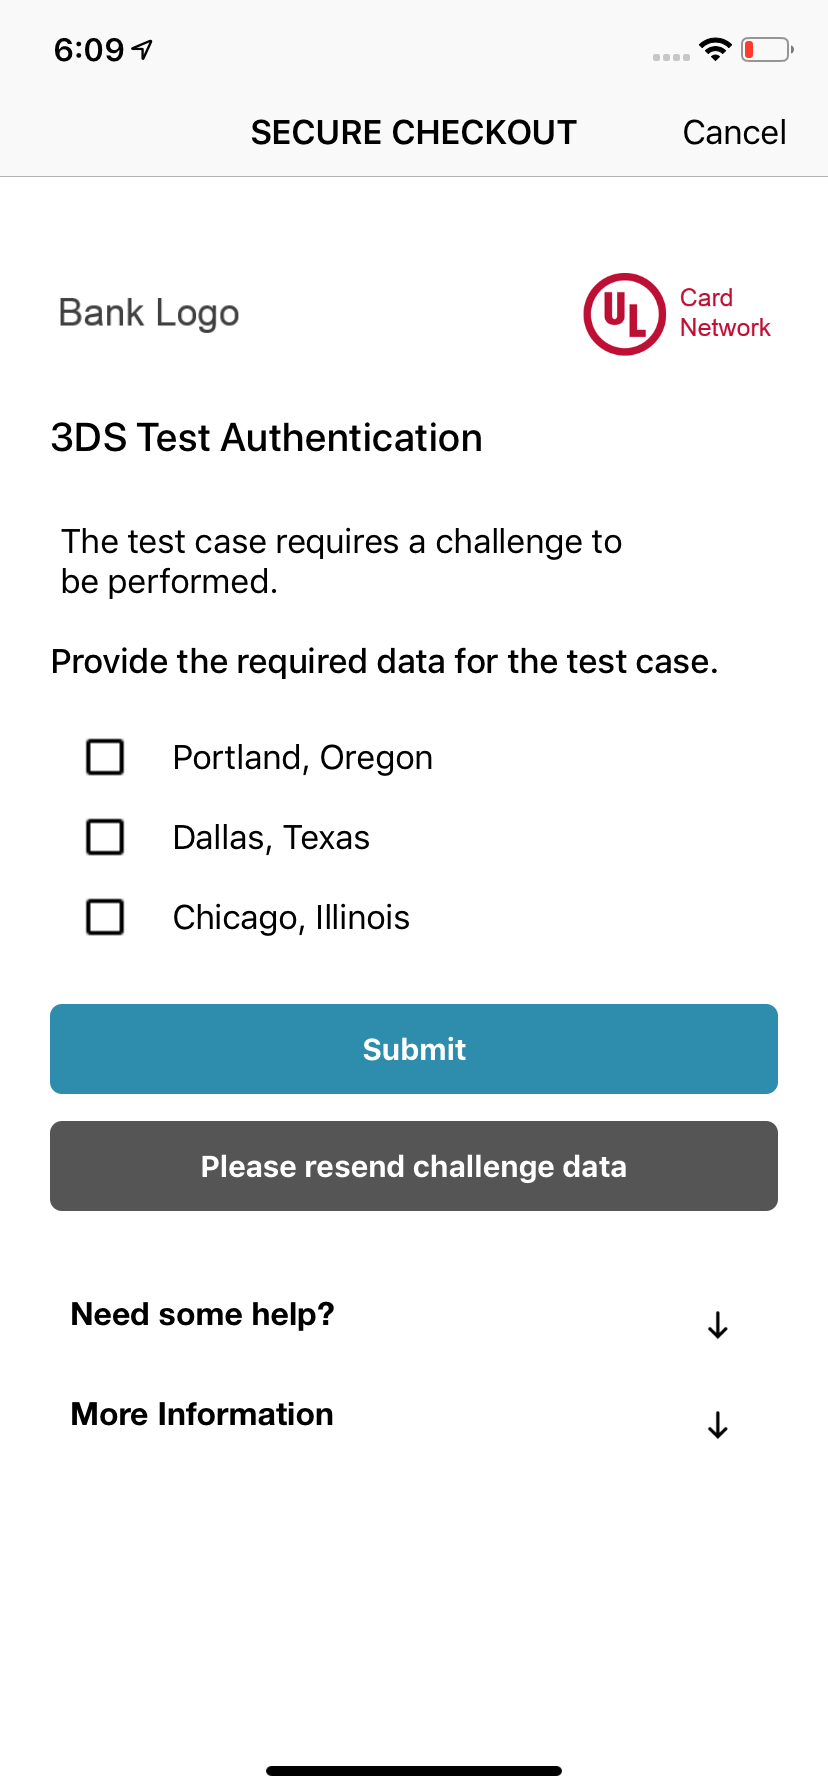 6:09
SECURE CHECKOUT
Cancel
Bank Logo
UL
Card
Network
3DS Test Authentication
The test case requires a challenge to
be performed.
Provide the required data for the test case.
Portland, Oregon
Dallas, Texas
Chicago, Illinois
Submit
Please resend challenge data
Need some help?
More Information